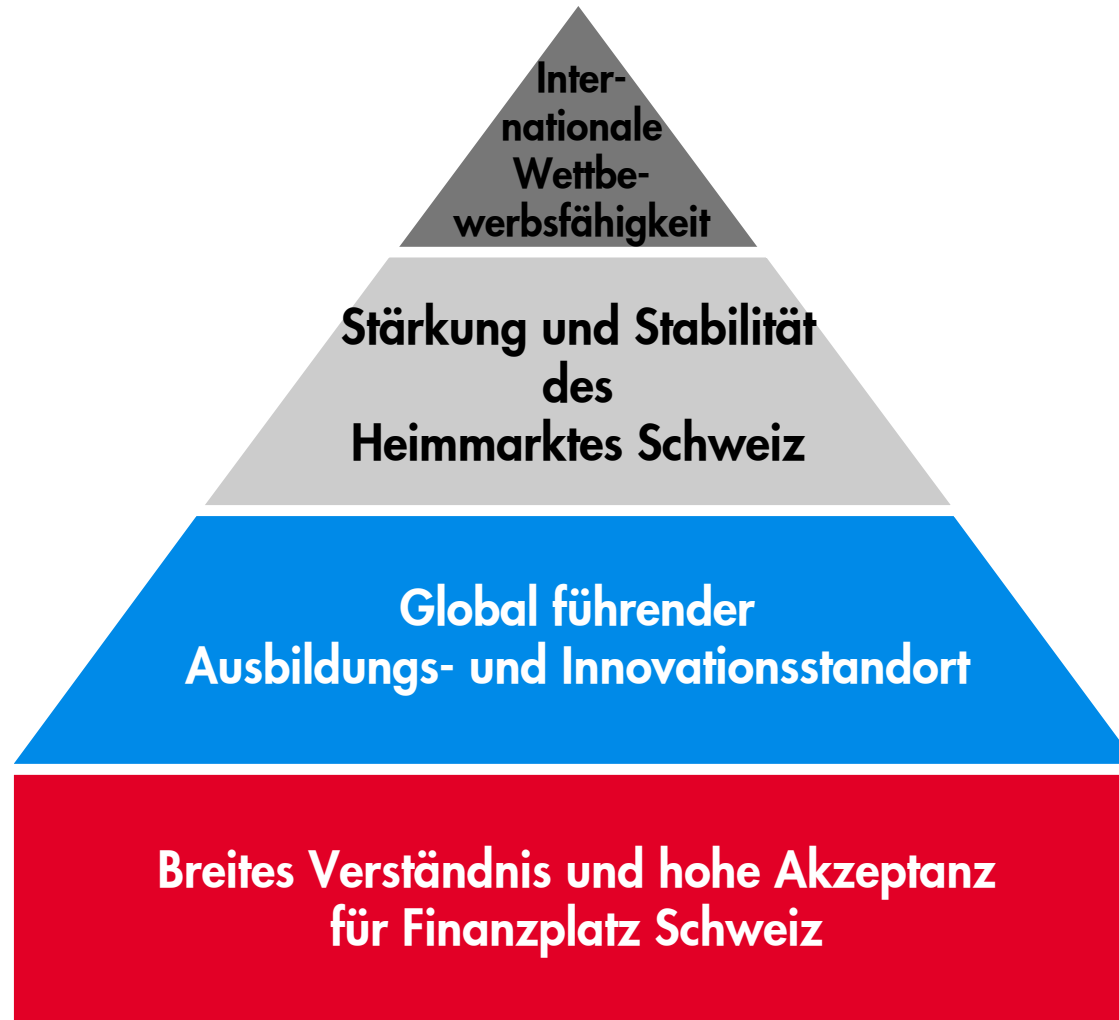 Inter-
nationale
Wettbe-
werbsfähigkeit
Stärkung und Stabilität
des
Heimmarktes Schweiz
Global führender
Ausbildungs- und Innovationsstandort
Breites Verständnis und hohe Akzeptanz
für Finanzplatz Schweiz